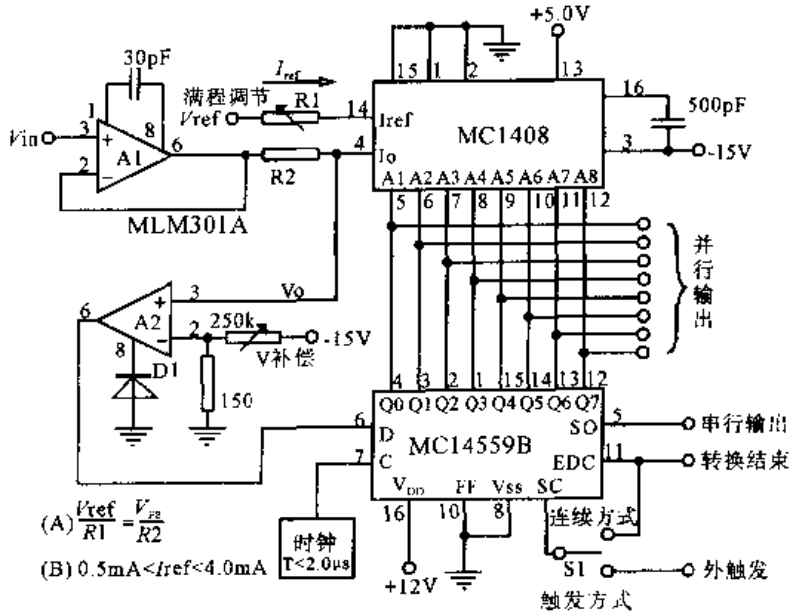 +5.0V
30pF
Iref
满程调节
Vref
R1
14
15
1
2
13
16
500pF
Iref
MC1408
Vin
3
1
8
2
+
−
A1
6
R2
4
Io
3
-15V
A1 A2 A3 A4 A5 A6 A7 A8
5 6 7 8 9 10 11 12
MLM301A
并行输出
6
A2
+
−
3
Vo
2
250k
-15V
V补偿
8
D1
150
4 3 2 1 15 14 13 12
Q0 Q1 Q2 Q3 Q4 Q5 Q6 Q7
6
D
7
C
MC14559B
SO
5
串行输出
EDC
11
转换结束
VDD
FF
Vss
SC
16
10
8
连续方式
时钟
T<2.0μs
+12V
S1
外触发
触发方式
(A) Vref/R1 =
/R2
(B) 0.5mA<Iref<4.0mA